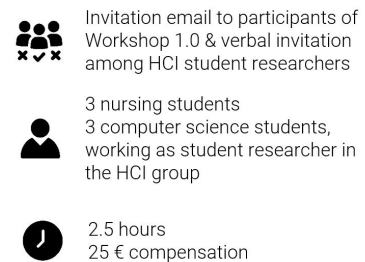 Invitation email to participants of
Workshop 1.0 & verbal invitation
among HCI student researchers
3 nursing students
3 computer science students,
working as student researcher in
the HCI group
2.5 hours
25 € compensation